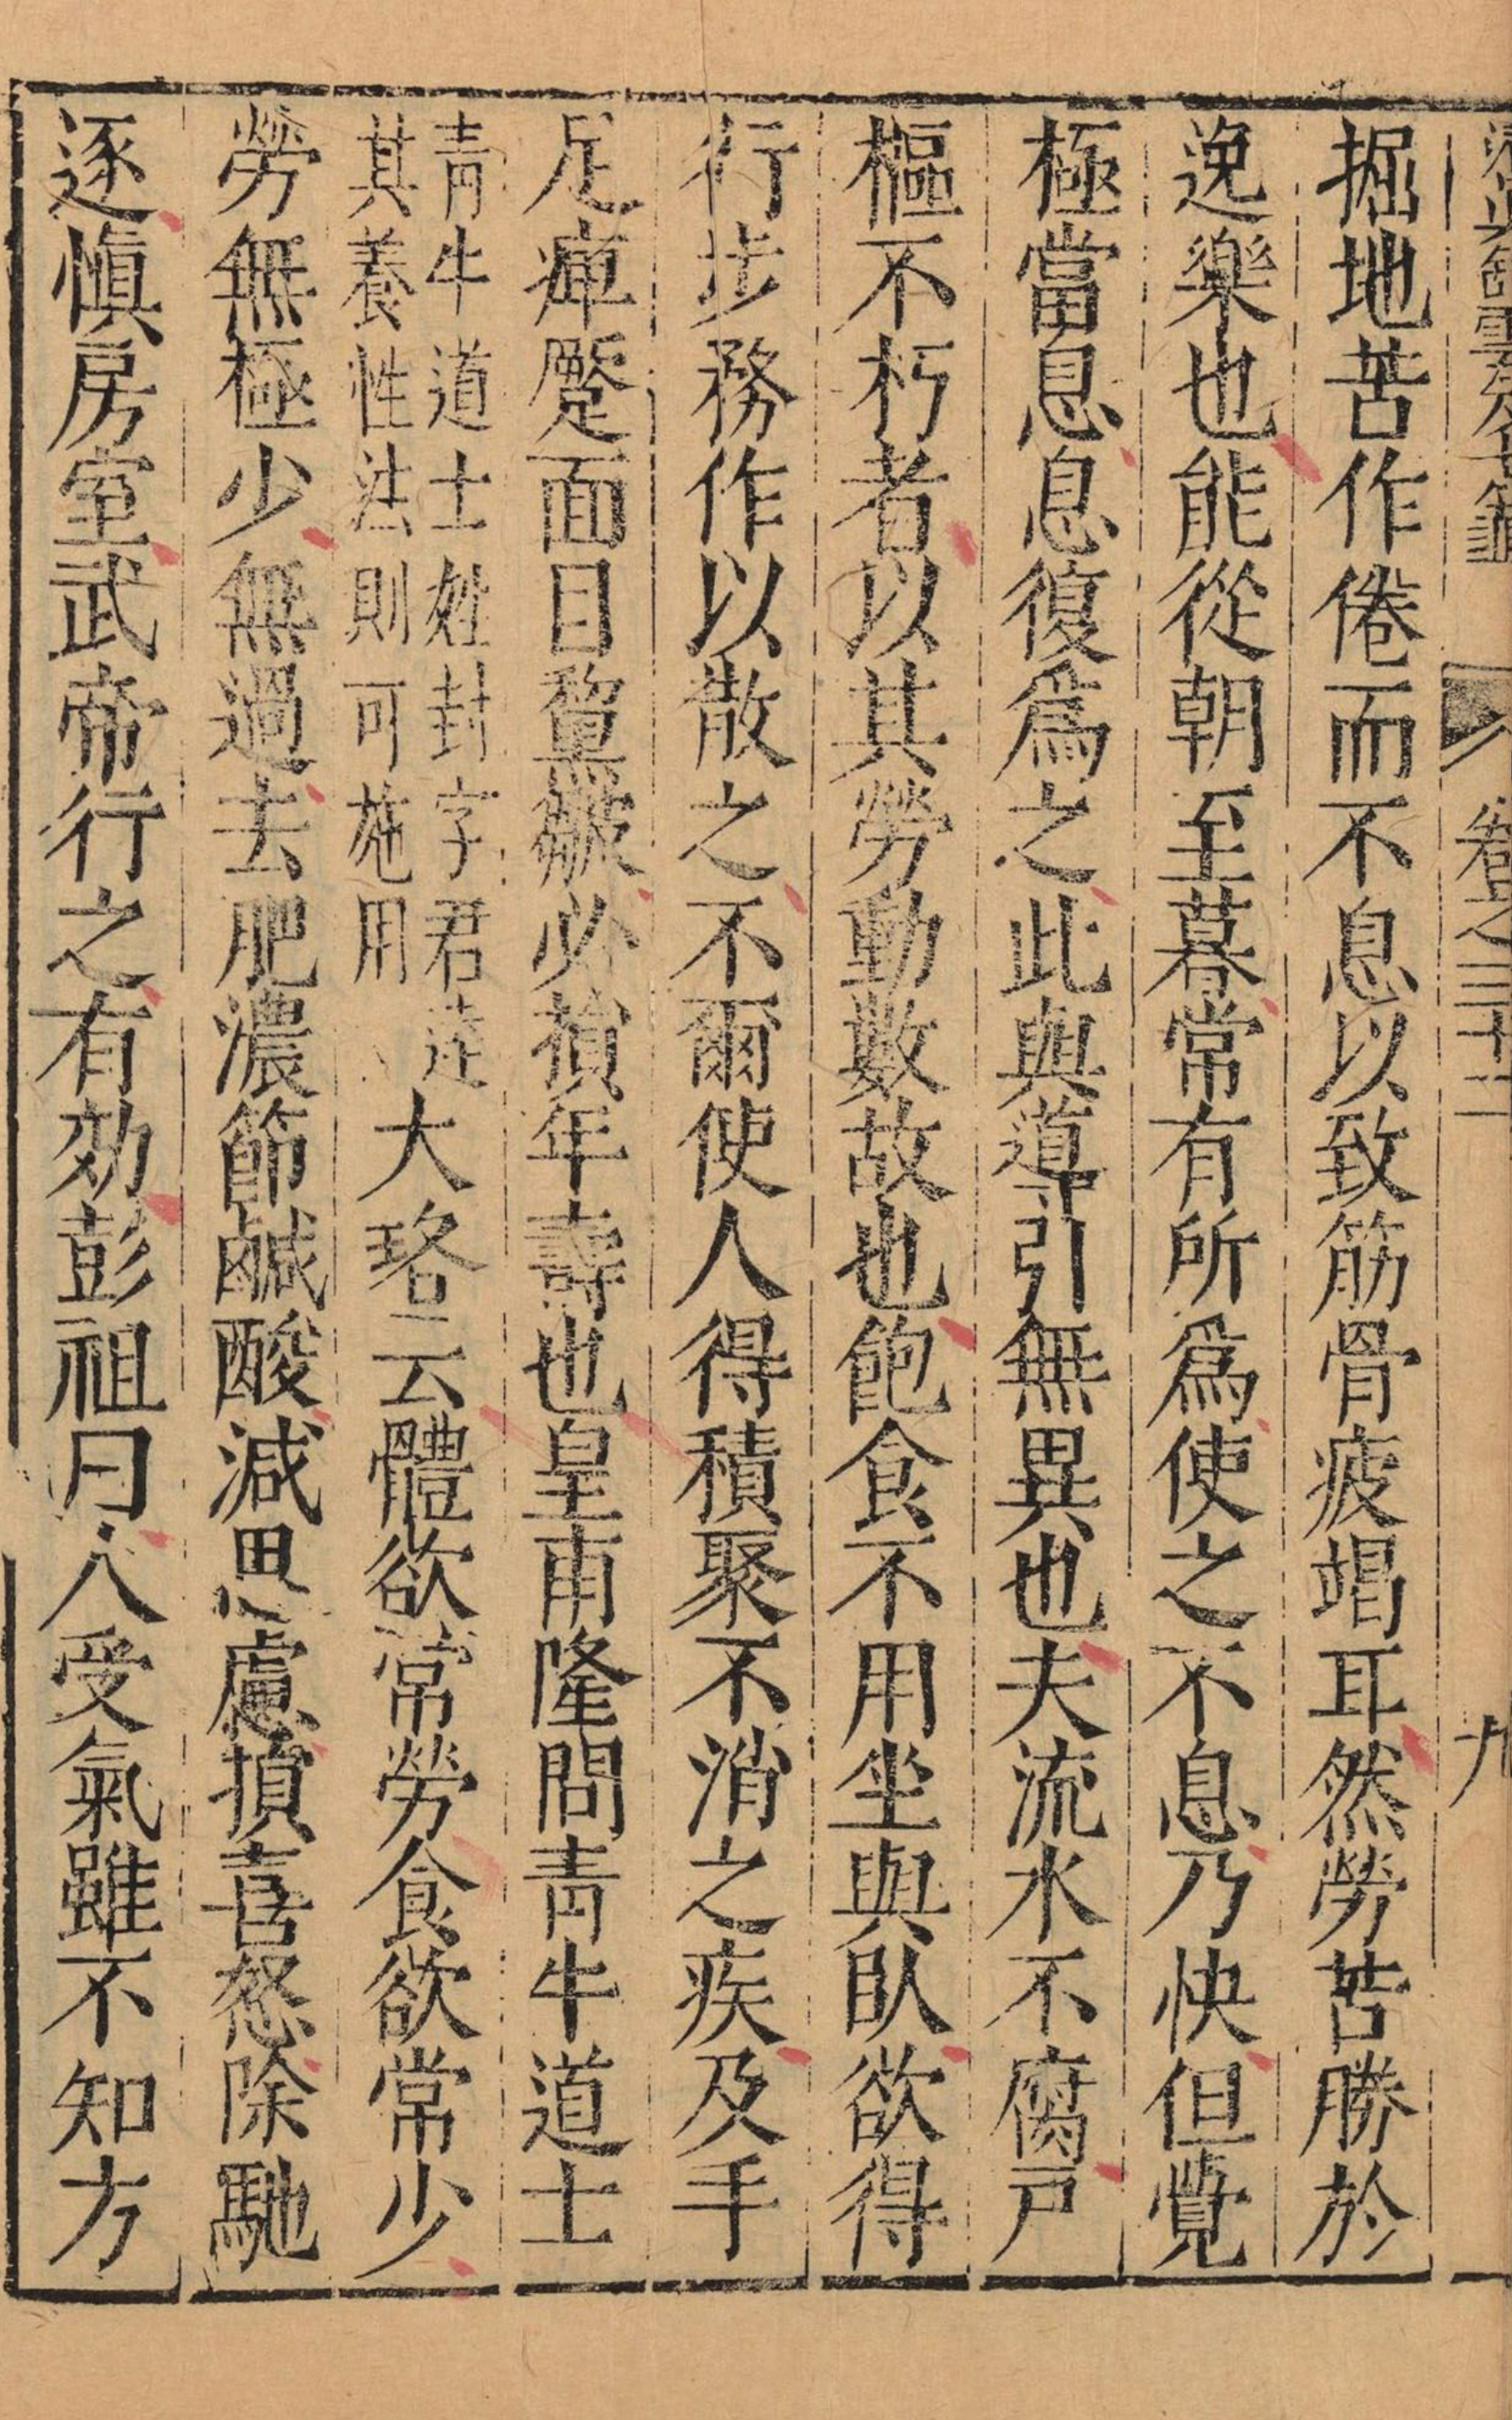 雲笈七籤 卷之三十二 九
掘地苦作倦而不息以致筋骨疲竭耳然勞苦勝於
逸樂也能從朝至暮常有所爲使之不息乃快但覺
極當息息復爲之此與導引無異也夫流水不腐戸
樞不朽者以其勞動數故也飽食不用坐與臥欲得
行步務作以散之不爾使人得積聚不消之疾及手
足痺蹷面目黧皴必損年壽也皇甫隆問青牛道士
青牛道士姓封字君達
其養性法則可施用
大畧云體欲常勞食欲常少
勞無極少無過去肥濃節鹹酸減思慮損喜怒除馳
逐愼房室武帝行之有効彭祖曰人受氣雖不知方